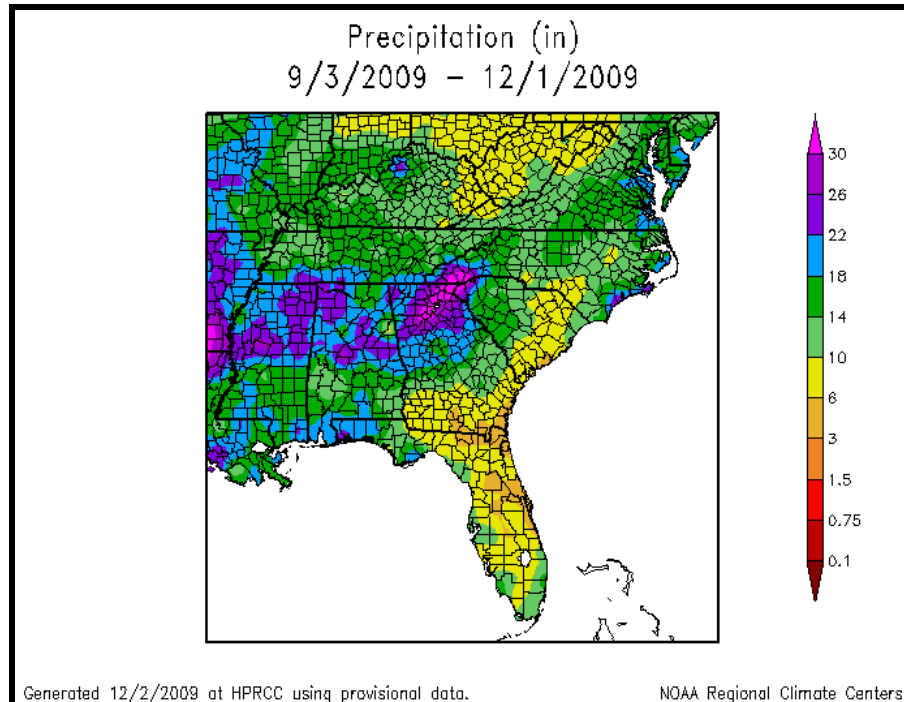 Precipitation (in)
9/3/2009 – 12/1/2009
30
26
22
18
14
10
6
3
1.5
0.75
0.1
Generated 12/2/2009 at HPRCC using provisional data.
NOAA Regional Climate Centers